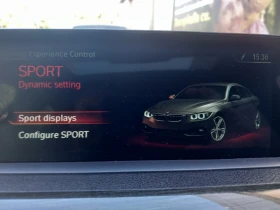 Experience Control
15:36
SPORT
Dynamic setting
Sport displays
Configure SPORT